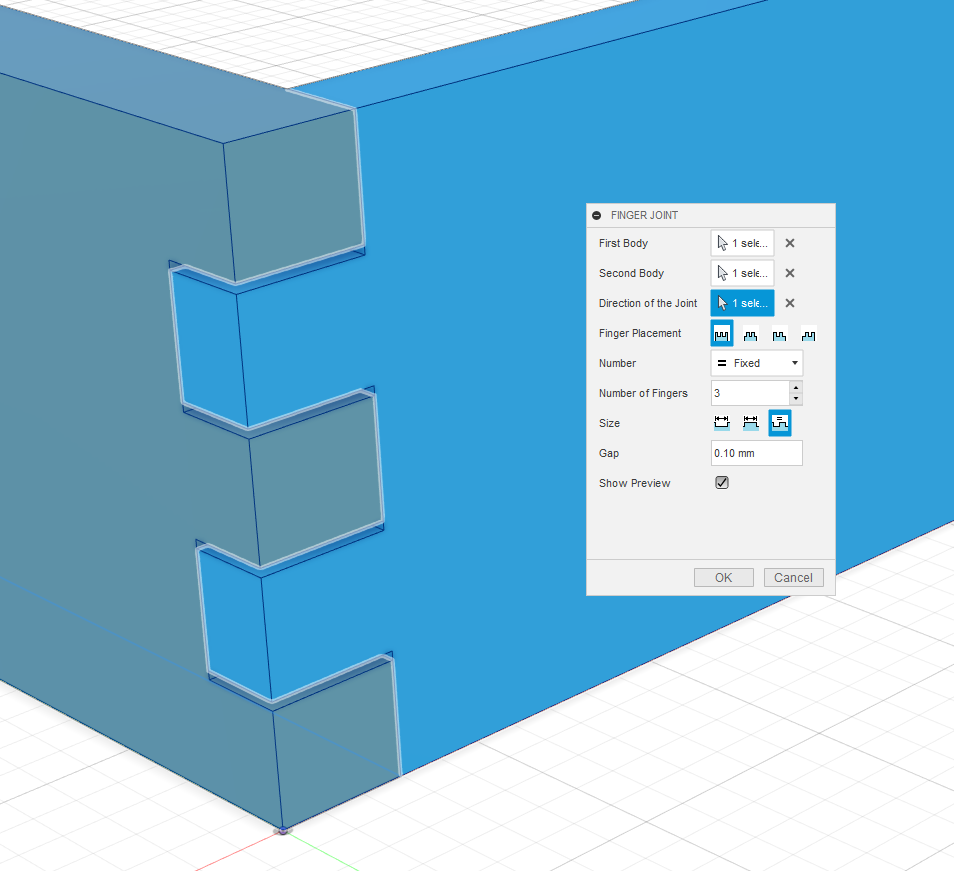 FINGER JOINT
First Body 1 sele...
Second Body 1 sele...
Direction of the Joint 1 sele...
Finger Placement
Number Fixed
Number of Fingers 3
Size
Gap 0.10 mm
Show Preview
OK Cancel